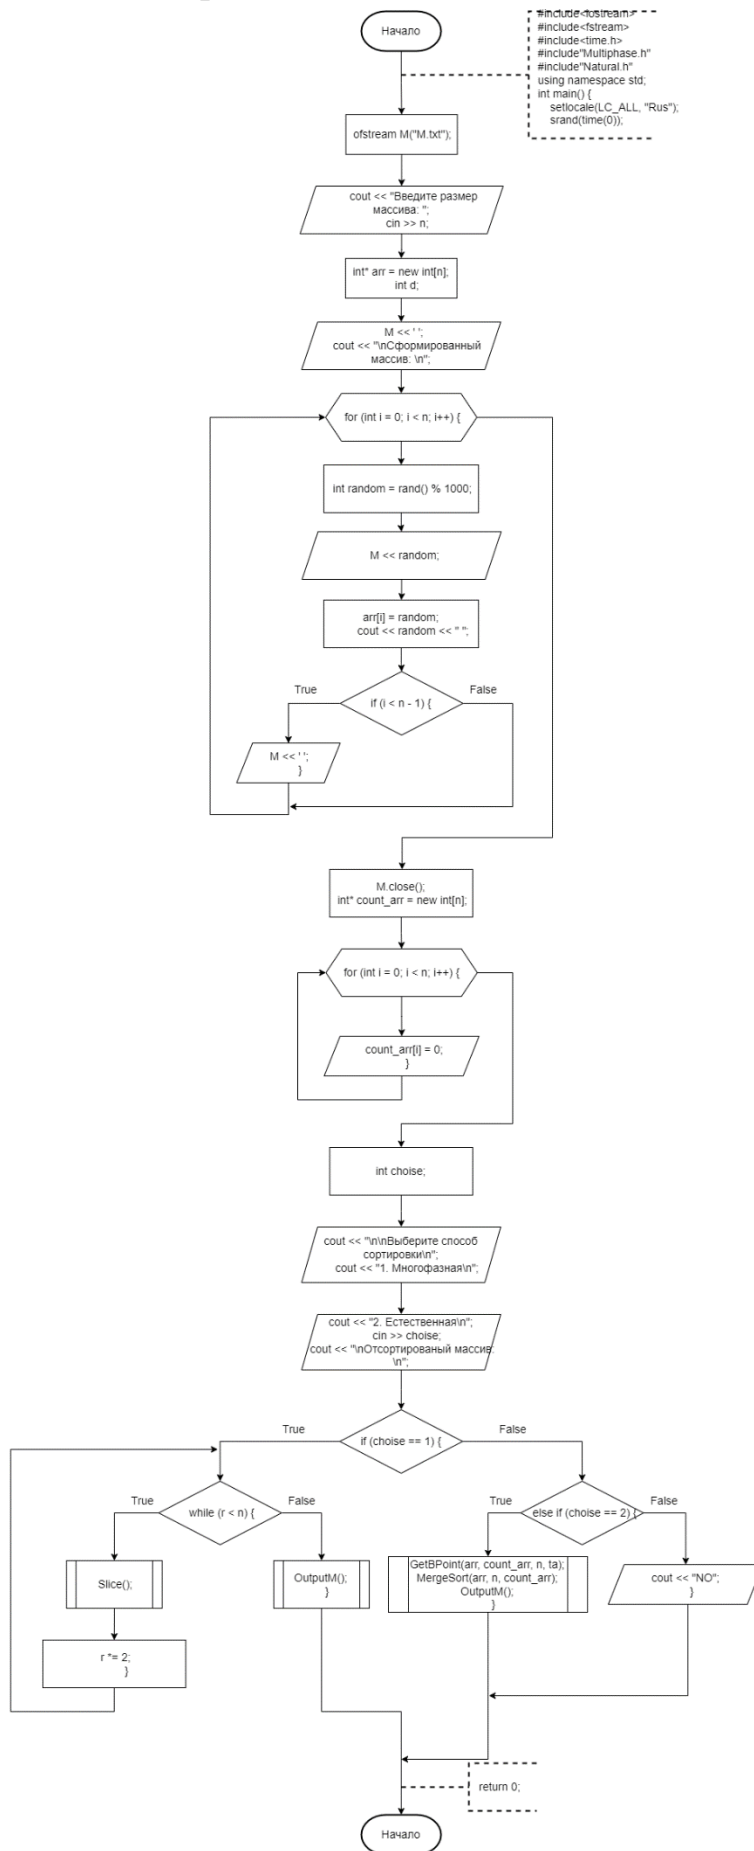 Начало
#include<iostream>
#include<fstream>
#include<time.h>
#include"Multiphase.h"
#include"Natural.h"
using namespace std;
int main() {
setlocale(LC_ALL, "Rus");
srand(time(0));
ofstream M("M.txt");
cout << "Введите размер
массива: ";
cin >> n;
int* arr = new int[n];
int d;
M << ' ';
cout << "\nСформированный
массив: \n";
for (int i = 0; i < n; i++) {
int random = rand() % 1000;
M << random;
arr[i] = random;
cout << random << " ";
True
False
if (i < n - 1) {
M << ' ';
}
M.close();
int* count_arr = new int[n];
for (int i = 0; i < n; i++) {
count_arr[i] = 0;
}
int choise;
cout << "\n\nВыберите способ
сортировки\n";
cout << "1. Многофазная\n";
cout << "2. Естественная\n";
cin >> choise;
cout << "\nОтсортированый массив:
\n";
True
False
if (choise == 1) {
True
False
while (r < n) {
True
False
else if (choise == 2) {
Slice();
OutputM();
}
GetBPoint(arr, count_arr, n, ta);
MergeSort(arr, n, count_arr);
OutputM();
}
cout << "NO";
}
r *= 2;
}
return 0;
Начало